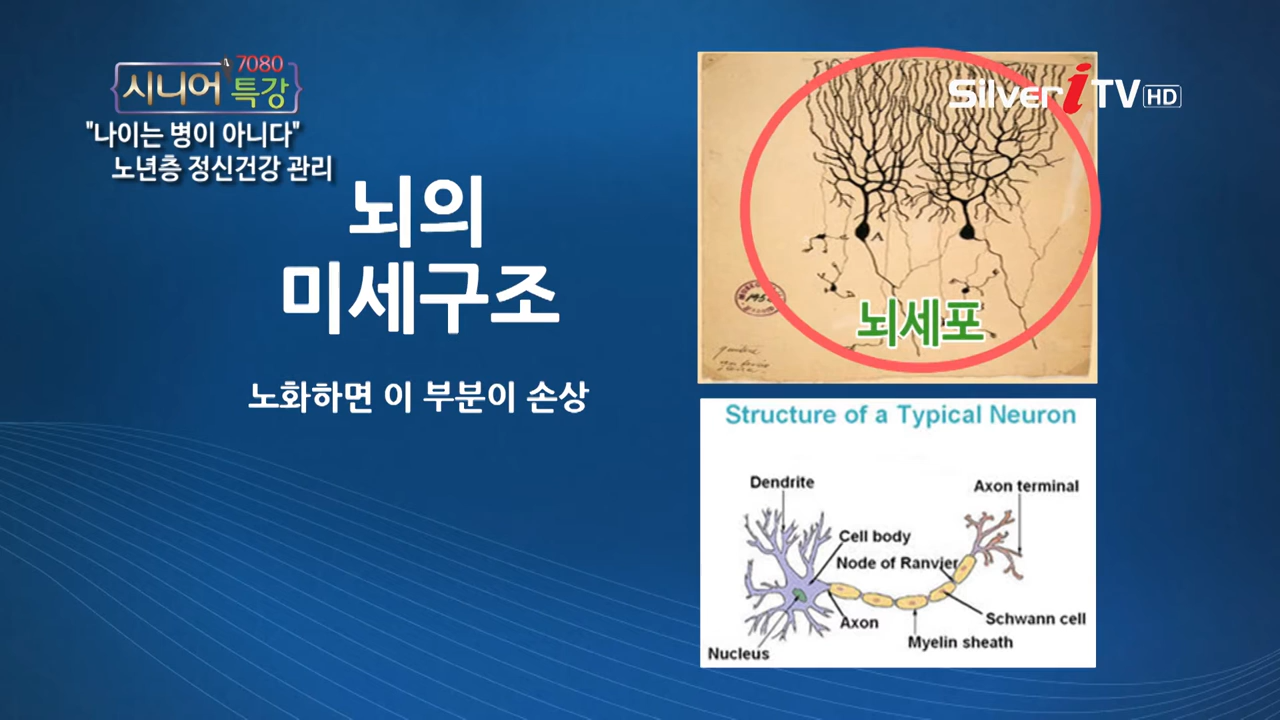 7080
시니어 특강
"나이는 병이 아니다"
노년층 정신건강 관리
Silver i TV HD
뇌의
미세구조
노화하면 이 부분이 손상
A
뇌세포
Structure of a Typical Neuron
Dendrite
Axon terminal
Cell body
Node of Ranvier
Axon
Schwann cell
Myelin sheath
Nucleus